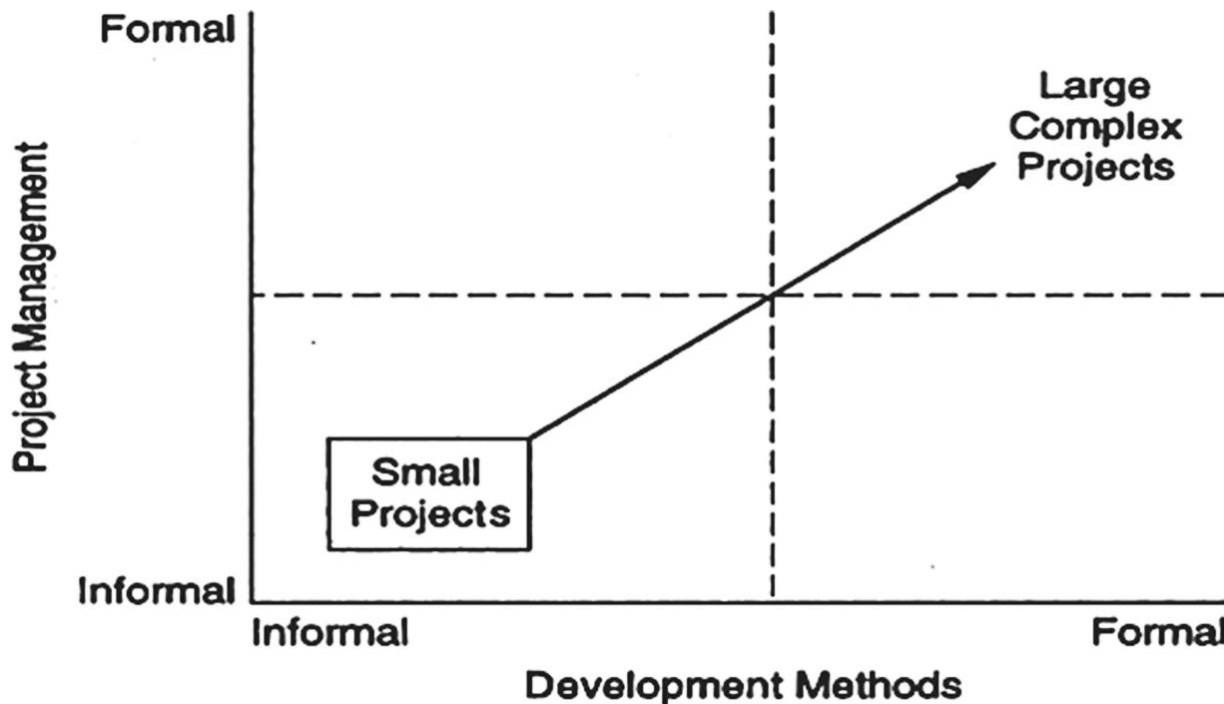 Formal
Large
Complex
Projects
Project Management
Small
Projects
Informal
Informal
Formal
Development Methods